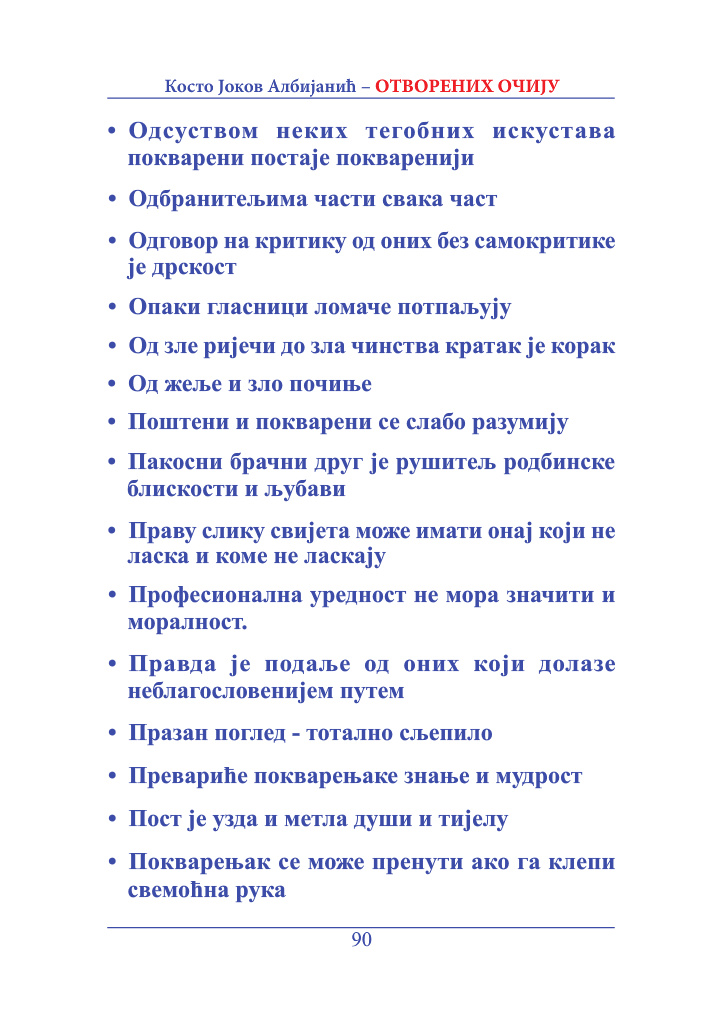 Косто Јоков Албијанић – ОТВОРЕНИХ ОЧИЈУ
• Одсуством неких тегобних искустава
покварени постаје поквaренији
• Одбранитељима части свака част
• Одговор на критику од оних без самокритике
је дрскост
• Опаки гласници ломаче потпаљују
• Од зле ријечи до зла чинства кратак је корак
• Од жеље и зло почиње
• Поштени и покварени се слабо разумију
• Пакосни брачни друг је рушитељ родбинске
блискости и љубави
• Праву слику свијета може имати онај који не
ласка и коме не ласкају
• Професионална уредност не мора значити и
моралност.
• Правда је подаље од оних који долазе
неблагословенијем путем
• Празан поглед - тотално сљепило
• Превариће покварењаке знање и мудрост
• Пост је узда и метла души и тијелу
• Покварењак се може пренути ако га клепи
свемоћна рука
90